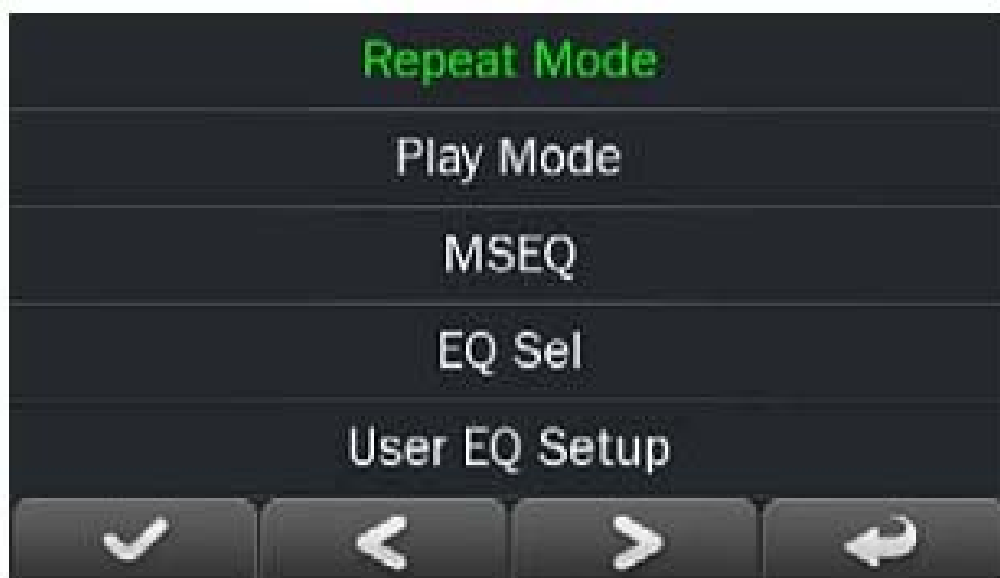 Repeat Mode
Play Mode
MSEQ
EQ Sel
User EQ Setup